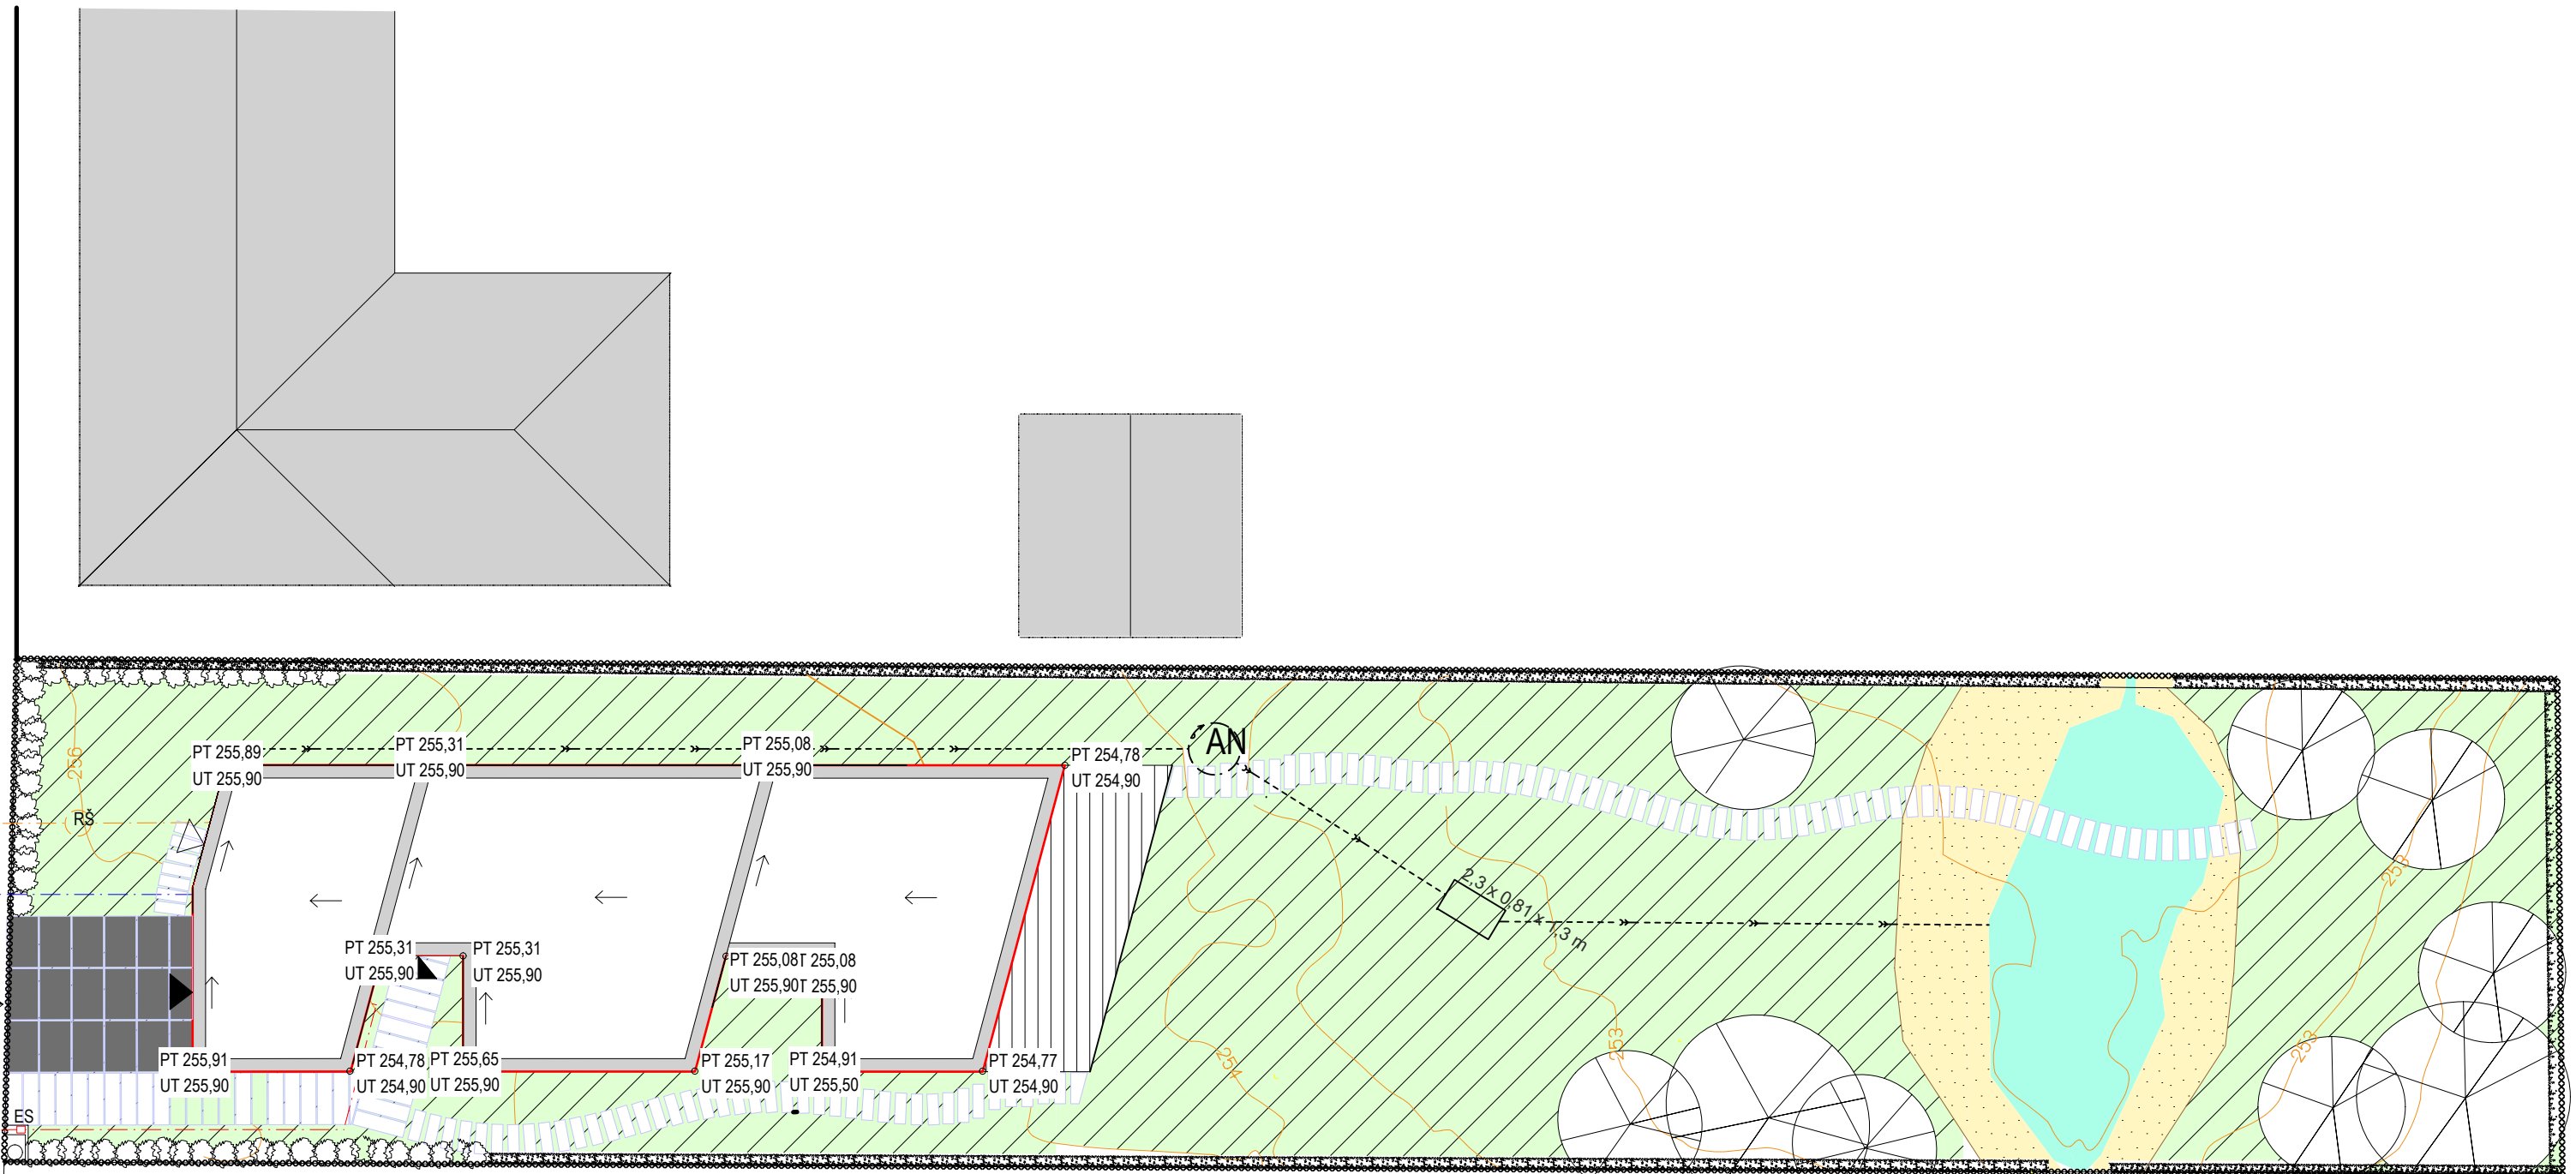 AN
PT 255,89
UT 255,90
PT 255,31
UT 255,90
PT 255,08
UT 255,90
PT 254,78
UT 254,90
256
RŠ
2,3 x 0,81 x 1,3 m
253
PT 255,31
UT 255,90
PT 255,31
UT 255,90
PT 255,08
UT 255,90
T 255,08
T 255,90
PT 255,91
UT 255,90
PT 254,78
UT 254,90
PT 255,65
UT 255,90
PT 255,17
UT 255,90
PT 254,91
UT 255,50
PT 254,77
UT 254,90
254
253
253
ES